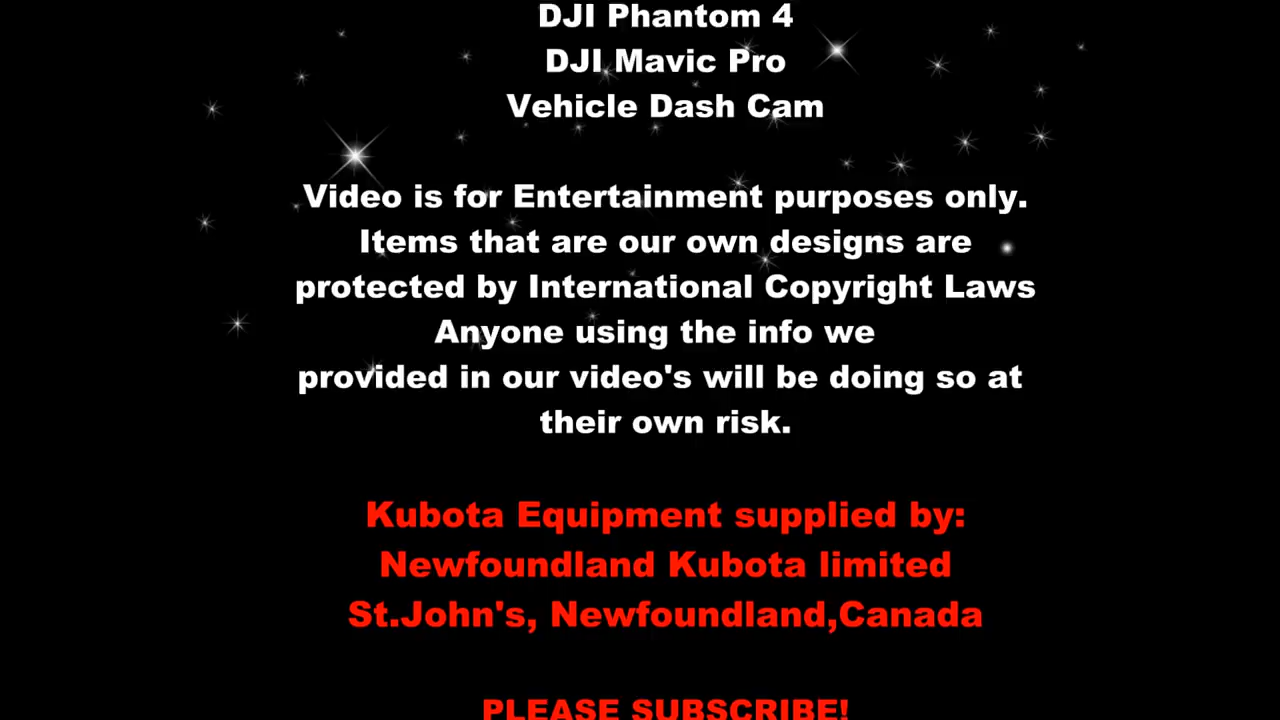 DJI Phantom 4
DJI Mavic Pro
Vehicle Dash Cam
Video is for Entertainment purposes only.
Items that are our own designs are
protected by International Copyright Laws
Anyone using the info we
provided in our video's will be doing so at
their own risk.
Kubota Equipment supplied by:
Newfoundland Kubota limited
St.John's, Newfoundland,Canada
PLEASE SUBSCRIBE!